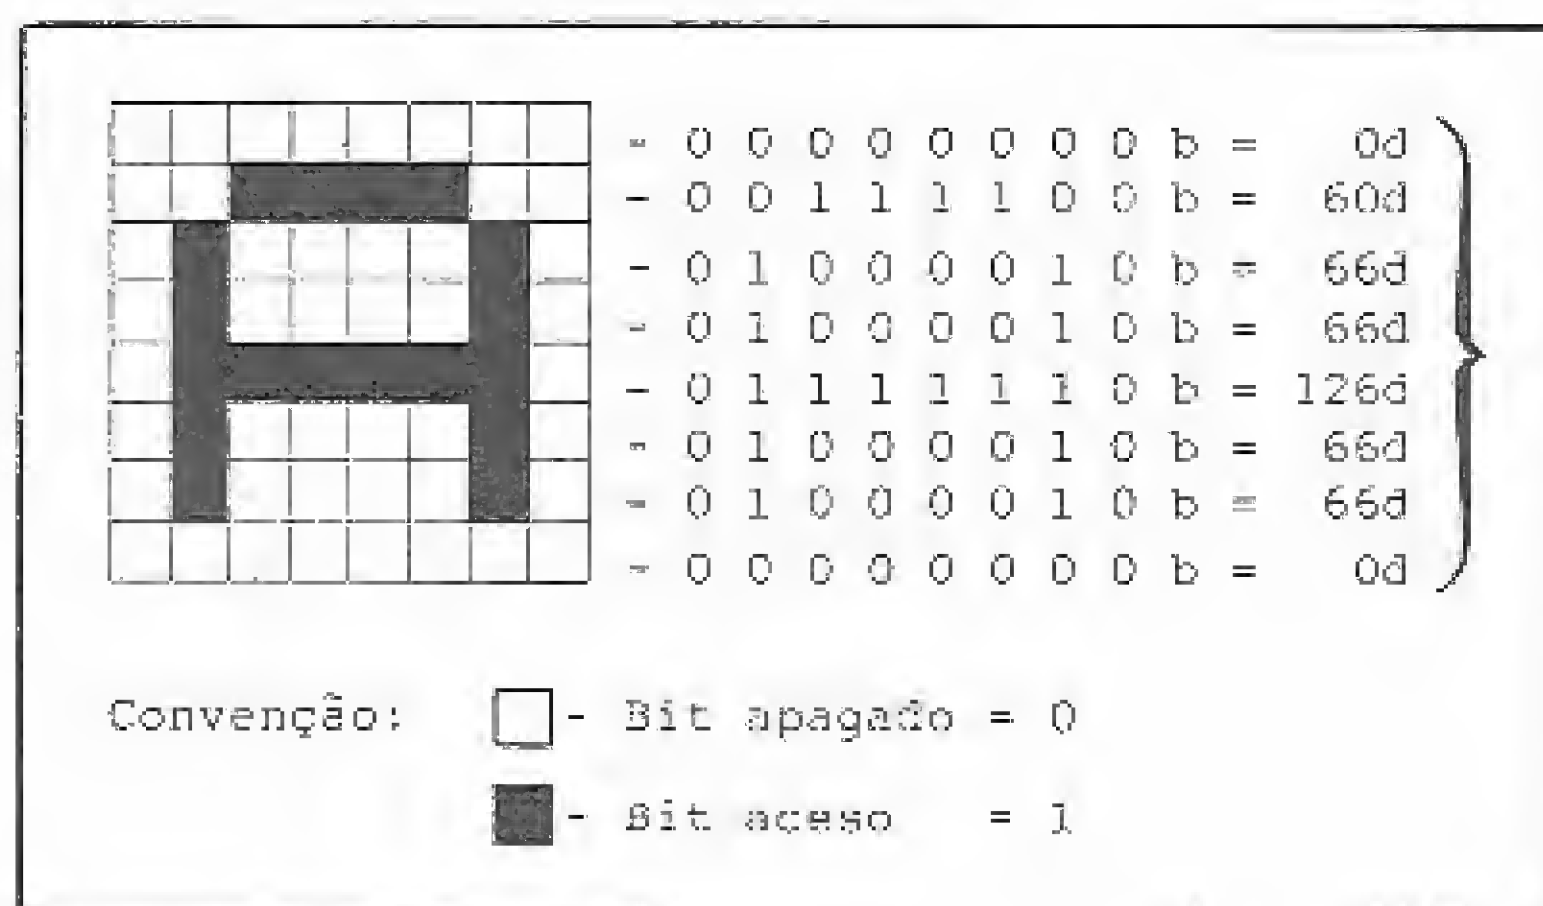 - 0 0 0 0 0 0 0 0 b = 0d
- 0 0 1 1 1 1 0 0 b = 60d
- 0 1 0 0 0 0 1 0 b = 66d
- 0 1 0 0 0 0 1 0 b = 66d
- 0 1 1 1 1 1 1 0 b = 126d
- 0 1 0 0 0 0 1 0 b = 66d
- 0 1 0 0 0 0 1 0 b = 66d
- 0 0 0 0 0 0 0 0 b = 0d
Convenção: - Bit apagado = 0
- Bit aceso = 1